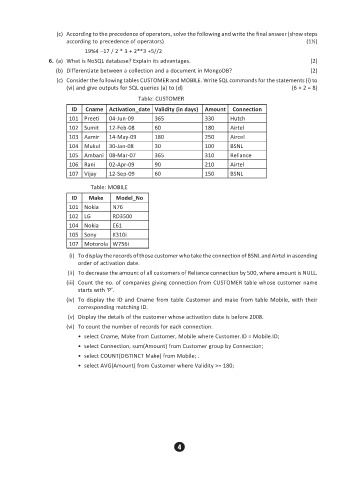 (c) According to the precedence of operators, solve the following and write the final answer (show steps
according to precedence of operators) [1½]
19%4 –17 / 2 * 3 + 2**3 +5//2
6. (a) What is NoSQL database? Explain its advantages. [2]
(b) Differentiate between a collection and a document in MongoDB? [2]
(c) Consider the following tables CUSTOMER and MOBILE. Write SQL commands for the statements (i) to
(vi) and give outputs for SQL queries (a) to (d) (6 + 2 = 8)
Table: CUSTOMER
ID Cname Activation_date Validity (in days) Amount Connection
101 Preeti 04-Jun-09 365 330 Hutch
102 Sumit 12-Feb-08 60 180 Airtel
103 Aamir 14-May-09 180 750 Aircel
104 Mukul 30-Jan-08 30 100 BSNL
105 Ambani 08-Mar-07 365 310 Reliance
106 Rani 02-Apr-09 90 210 Airtel
107 Vijay 12-Sep-09 60 150 BSNL
Table: MOBILE
ID Make Model_No
101 Nokia N76
102 LG RD3500
104 Nokia E61
105 Sony K310i
107 Motorola W756i
(i) To display the records of those customer who take the connection of BSNL and Airtel in ascending
order of activation date.
(ii) To decrease the amount of all customers of Reliance connection by 500, where amount is NULL.
(iii) Count the no. of companies giving connection from CUSTOMER table whose customer name
starts with 'P'.
(iv) To display the ID and Cname from table Customer and make from table Mobile, with their
corresponding matching ID.
(v) Display the details of the customer whose activation date is before 2008.
(vi) To count the number of records for each connection.
• select Cname, Make from Customer, Mobile where Customer.ID = Mobile.ID;
• select Connection, sum(Amount) from Customer group by Connection;
• select COUNT(DISTINCT Make) from Mobile; .
• select AVG(Amount) from Customer where Validity >= 180;
4